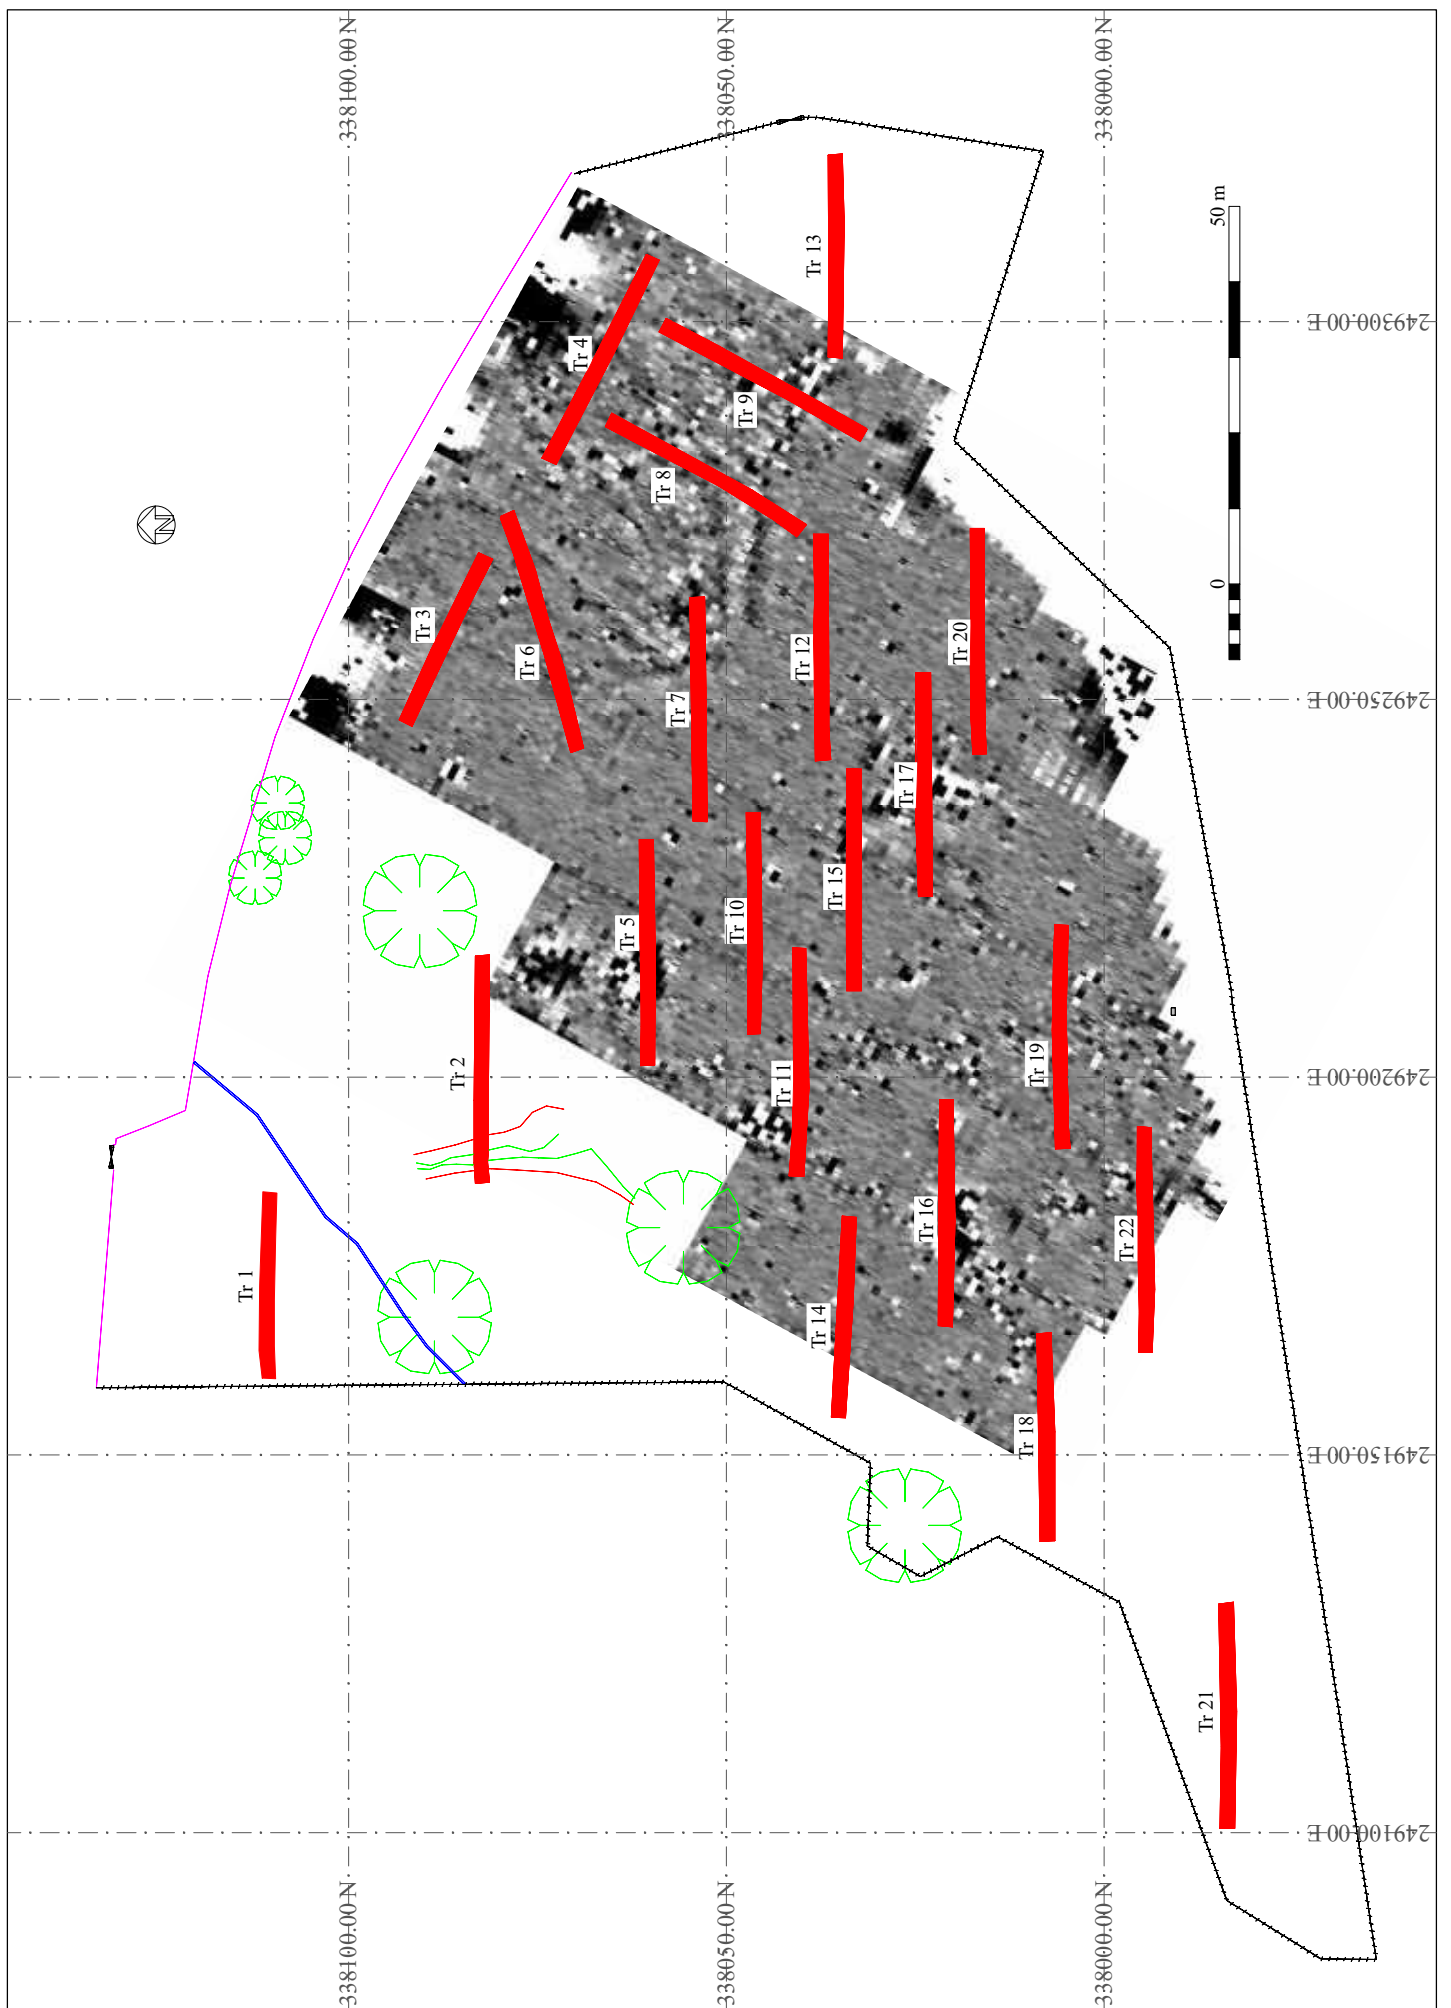 338100.00 N
338050.00 N
338000.00 N
50 m
0
249300.00 E
249250.00 E
249200.00 E
249150.00 E
249100.00 E
N
Tr 1
Tr 2
Tr 3
Tr 4
Tr 5
Tr 6
Tr 7
Tr 8
Tr 9
Tr 10
Tr 11
Tr 12
Tr 13
Tr 14
Tr 15
Tr 16
Tr 17
Tr 18
Tr 19
Tr 20
Tr 21
Tr 22
338100.00 N
338050.00 N
338000.00 N